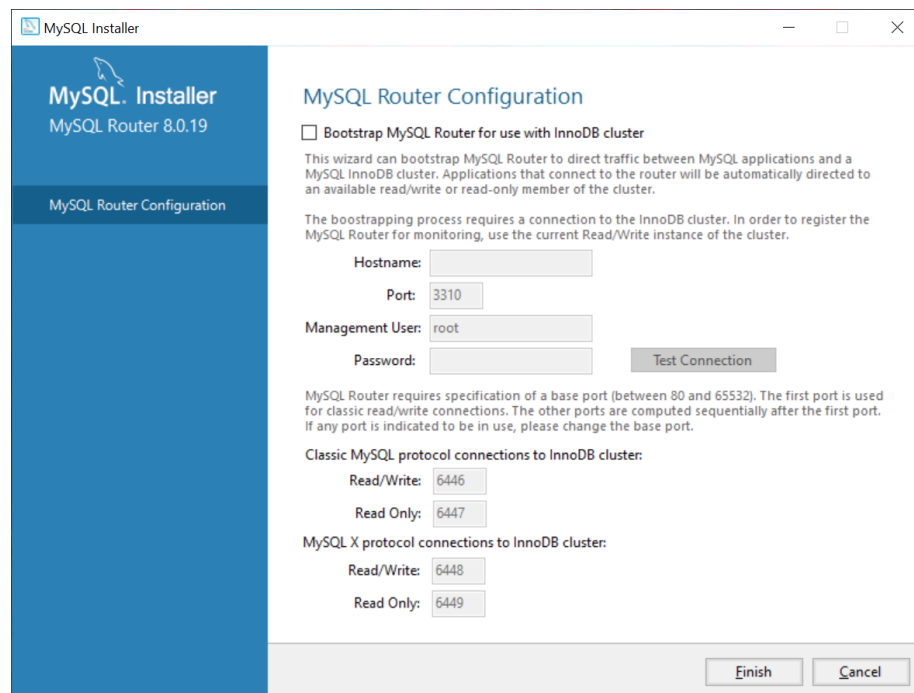 MySQL Installer
MySQL. Installer
MySQL Router 8.0.19
MySQL Router Configuration
MySQL Router Configuration
Bootstrap MySQL Router for use with InnoDB cluster
This wizard can bootstrap MySQL Router to direct traffic between MySQL applications and a
MySQL InnoDB cluster. Applications that connect to the router will be automatically directed to
an available read/write or read-only member of the cluster.
The boostrapping process requires a connection to the InnoDB cluster. In order to register the
MySQL Router for monitoring, use the current Read/Write instance of the cluster.
Hostname:
Port: 3310
Management User: root
Password: Test Connection
MySQL Router requires specification of a base port (between 80 and 65532). The first port is used
for classic read/write connections. The other ports are computed sequentially after the first port.
If any port is indicated to be in use, please change the base port.
Classic MySQL protocol connections to InnoDB cluster:
Read/Write: 6446
Read Only: 6447
MySQL X protocol connections to InnoDB cluster:
Read/Write: 6448
Read Only: 6449
Finish Cancel